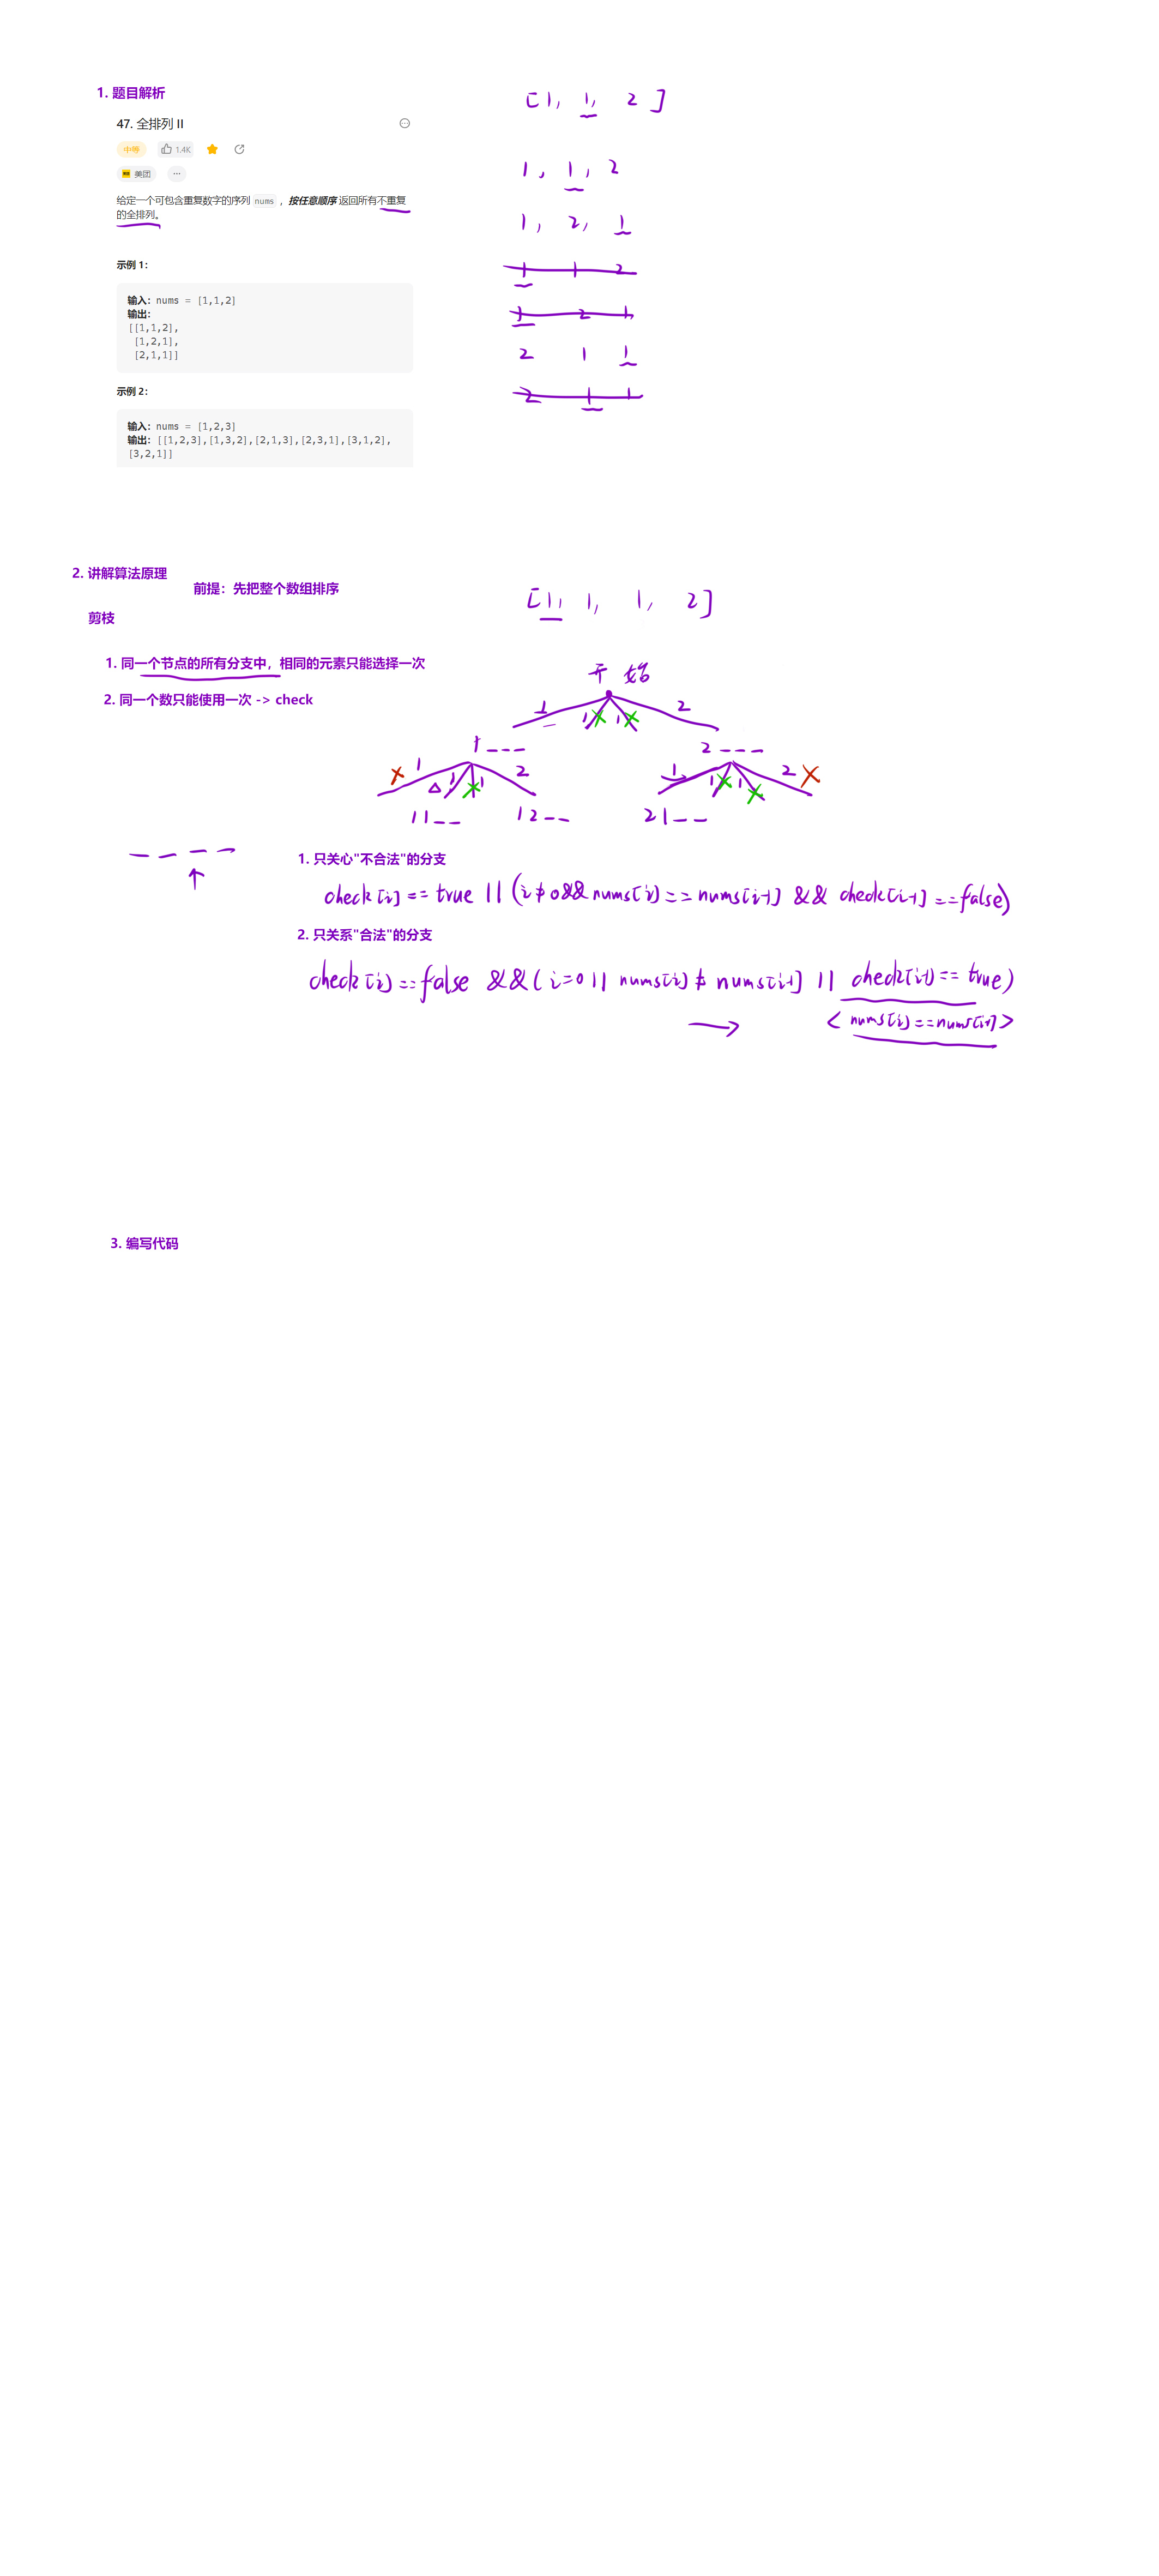 1. 题目解析
47. 全排列 II
中等 1.4K
美团 ...
给定一个可包含重复数字的序列 nums ，按任意顺序 返回所有不重复
的全排列。
示例 1：
输入：nums = [1,1,2]
输出：
[[1,1,2],
[1,2,1],
[2,1,1]]
示例 2：
输入：nums = [1,2,3]
输出：[[1,2,3],[1,3,2],[2,1,3],[2,3,1],[3,1,2],
[3,2,1]]
[1, 1, 2]
1, 1, 2
1, 2, 1
1 1 2
1 2 1
2 1 1
2 1 1
2. 讲解算法原理
前提：先把整个数组排序
剪枝
1. 同一个节点的所有分支中，相同的元素只能选择一次
2. 同一个数只能使用一次 -> check
[1, 1, 1, 2]
开始
1 1 1 2
1 _ _ _ 2 _ _ _
1 1 1 2 1 1 1 2
11 _ _ 12 _ _ 21 _ _
1. 只关心"不合法"的分支
check[i] == true || (i ≠ 0 && nums[i] == nums[i-1] && check[i-1] == false)
2. 只关系"合法"的分支
check[i] == false && (i=0 || nums[i] ≠ nums[i-1] || check[i-1] == true)
< nums[i] == nums[i-1] >
3. 编写代码